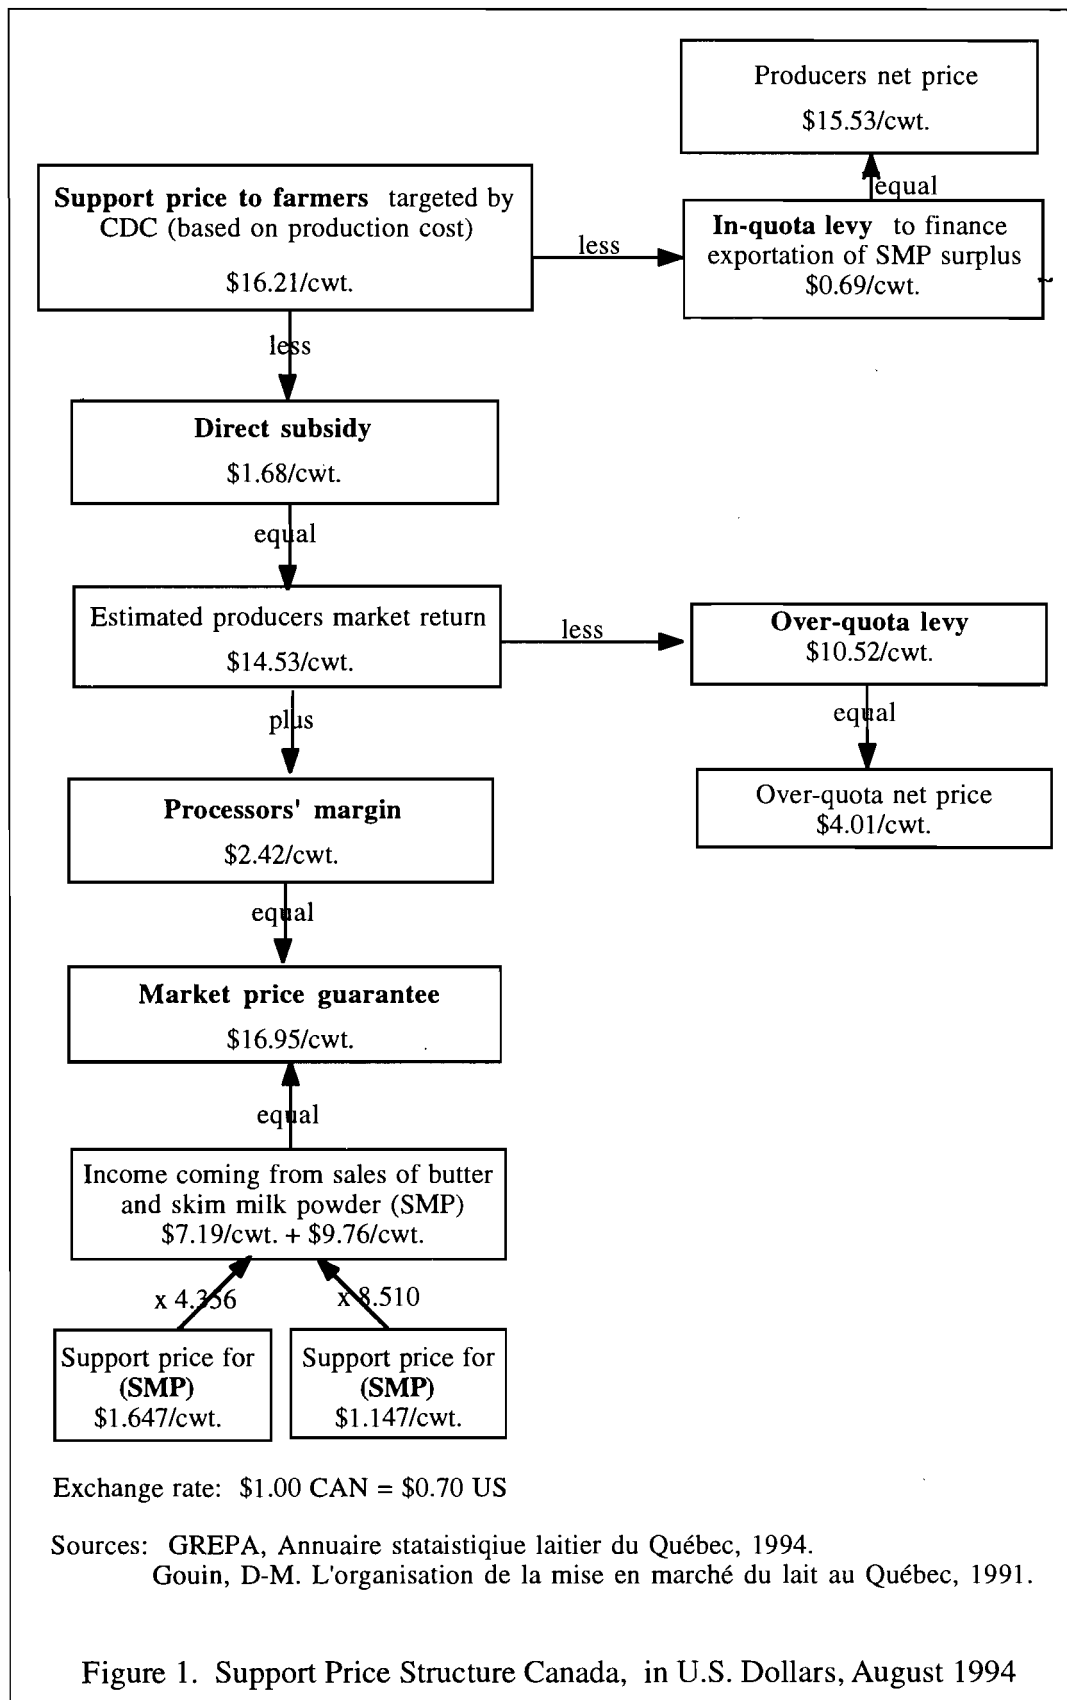 Producers net price
$15.53/cwt.
equal
Support price to farmers targeted by
CDC (based on production cost)
$16.21/cwt.
less
In-quota levy to finance
exportation of SMP surplus
$0.69/cwt.
less
Direct subsidy
$1.68/cwt.
equal
Estimated producers market return
$14.53/cwt.
less
Over-quota levy
$10.52/cwt.
equal
Over-quota net price
$4.01/cwt.
plus
Processors' margin
$2.42/cwt.
equal
Market price guarantee
$16.95/cwt.
equal
Income coming from sales of butter
and skim milk powder (SMP)
$7.19/cwt. + $9.76/cwt.
x 4.356
x 8.510
Support price for
(SMP)
$1.647/cwt.
Support price for
(SMP)
$1.147/cwt.
Exchange rate: $1.00 CAN = $0.70 US
Sources: GREPA, Annuaire stataistiqiue laitier du Québec, 1994.
Gouin, D-M. L'organisation de la mise en marché du lait au Québec, 1991.
Figure 1. Support Price Structure Canada, in U.S. Dollars, August 1994